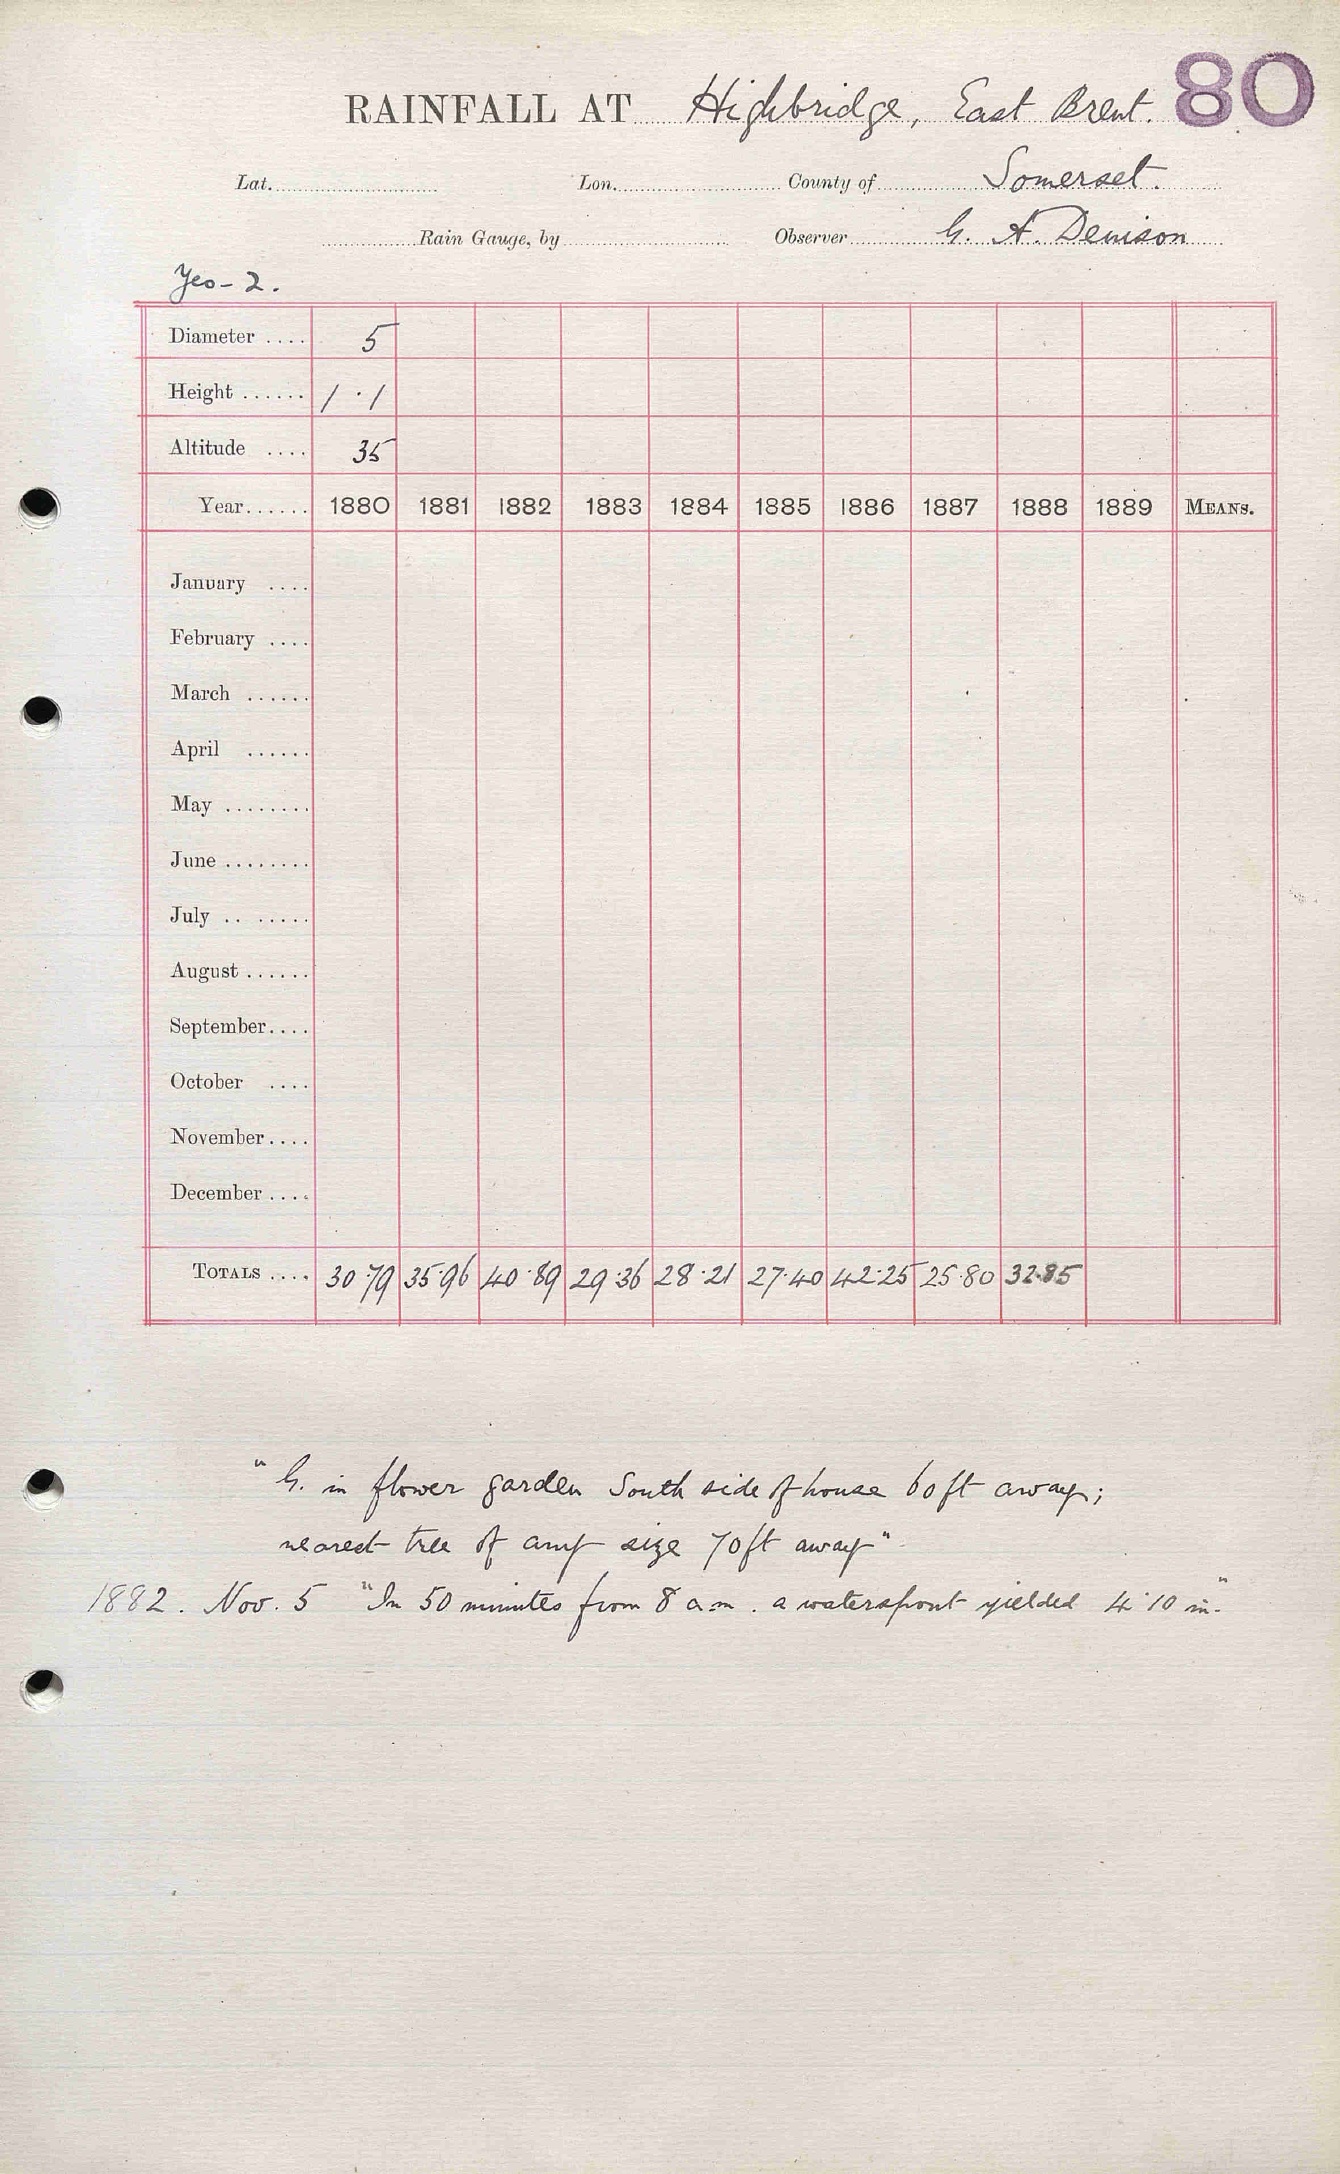 RAINFALL AT Highbridge, East Brent. 80
Lat. Lon. County of Somerset.
Rain Gauge, by Observer G. A. Denison
Yeo-2.
Diameter .... 5
Height ...... 1 · 1
Altitude .... 35
Year...... 1880 1881 1882 1883 1884 1885 1886 1887 1888 1889 MEANS.
January ....
February ....
March ......
April ......
May ........
June ........
July .. ......
August ......
September....
October ....
November....
December ....
TOTALS .... 30·79 35·96 40·89 29·36 28·21 27·40 42·25 25·80 32·85
"G. in flower garden South side of house 60ft away;
nearest tree of any size 70ft away"
1882. Nov. 5 "In 50 minutes from 8 a.m. a waterspout yielded 4·10 in."